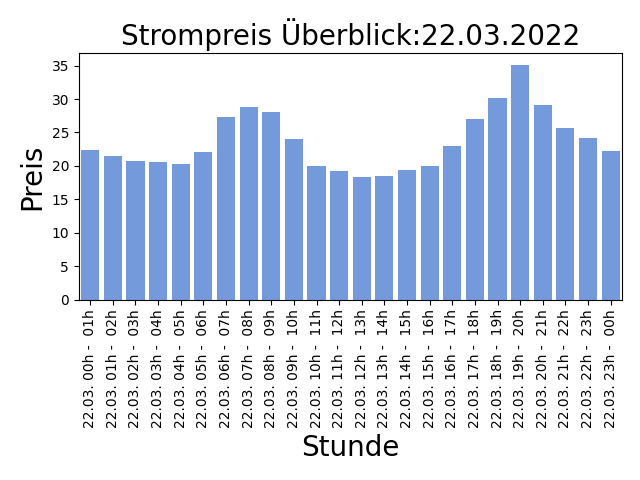 Strompreis Überblick:22.03.2022
Preis
35
30
25
20
15
10
5
0
22.03. 00h - 01h
22.03. 01h - 02h
22.03. 02h - 03h
22.03. 03h - 04h
22.03. 04h - 05h
22.03. 05h - 06h
22.03. 06h - 07h
22.03. 07h - 08h
22.03. 08h - 09h
22.03. 09h - 10h
22.03. 10h - 11h
22.03. 11h - 12h
22.03. 12h - 13h
22.03. 13h - 14h
22.03. 14h - 15h
22.03. 15h - 16h
22.03. 16h - 17h
22.03. 17h - 18h
22.03. 18h - 19h
22.03. 19h - 20h
22.03. 20h - 21h
22.03. 21h - 22h
22.03. 22h - 23h
22.03. 23h - 00h
Stunde